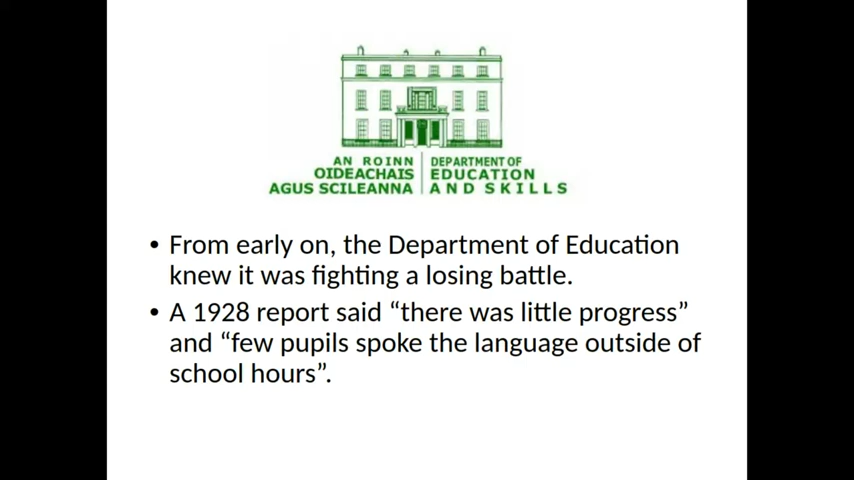 AN ROINN
OIDEACHAIS
AGUS SCILEANNA
DEPARTMENT OF
EDUCATION
AND SKILLS
• From early on, the Department of Education
knew it was fighting a losing battle.
• A 1928 report said “there was little progress”
and “few pupils spoke the language outside of
school hours”.